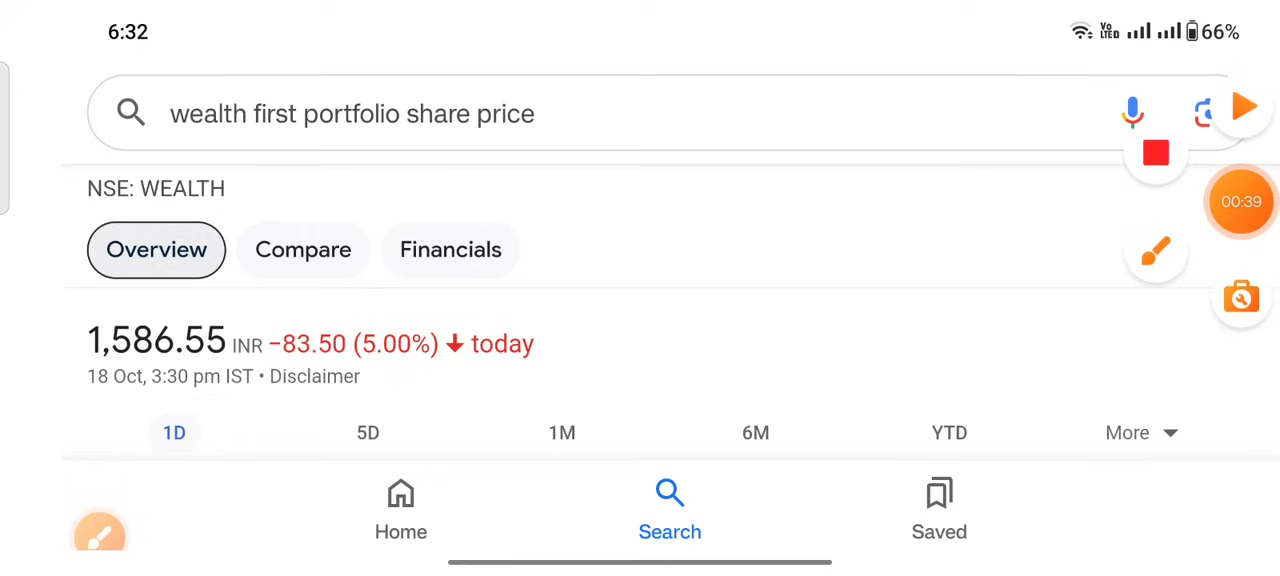 6:32
Vo LTED 66%
wealth first portfolio share price
NSE: WEALTH
00:39
Overview Compare Financials
1,586.55 INR −83.50 (5.00%) today
18 Oct, 3:30 pm IST • Disclaimer
1D 5D 1M 6M YTD More
Home Search Saved